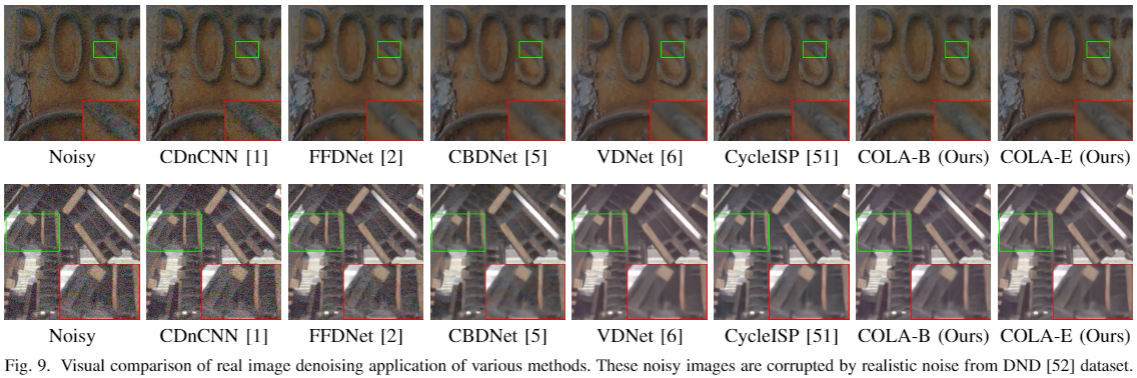 POS
POS
POS
POS
POS
POS
POS
POS
Noisy CDnCNN [1] FFDNet [2] CBDNet [5] VDNet [6] CycleISP [51] COLA-B (Ours) COLA-E (Ours)
Noisy CDnCNN [1] FFDNet [2] CBDNet [5] VDNet [6] CycleISP [51] COLA-B (Ours) COLA-E (Ours)
Fig. 9. Visual comparison of real image denoising application of various methods. These noisy images are corrupted by realistic noise from DND [52] dataset.